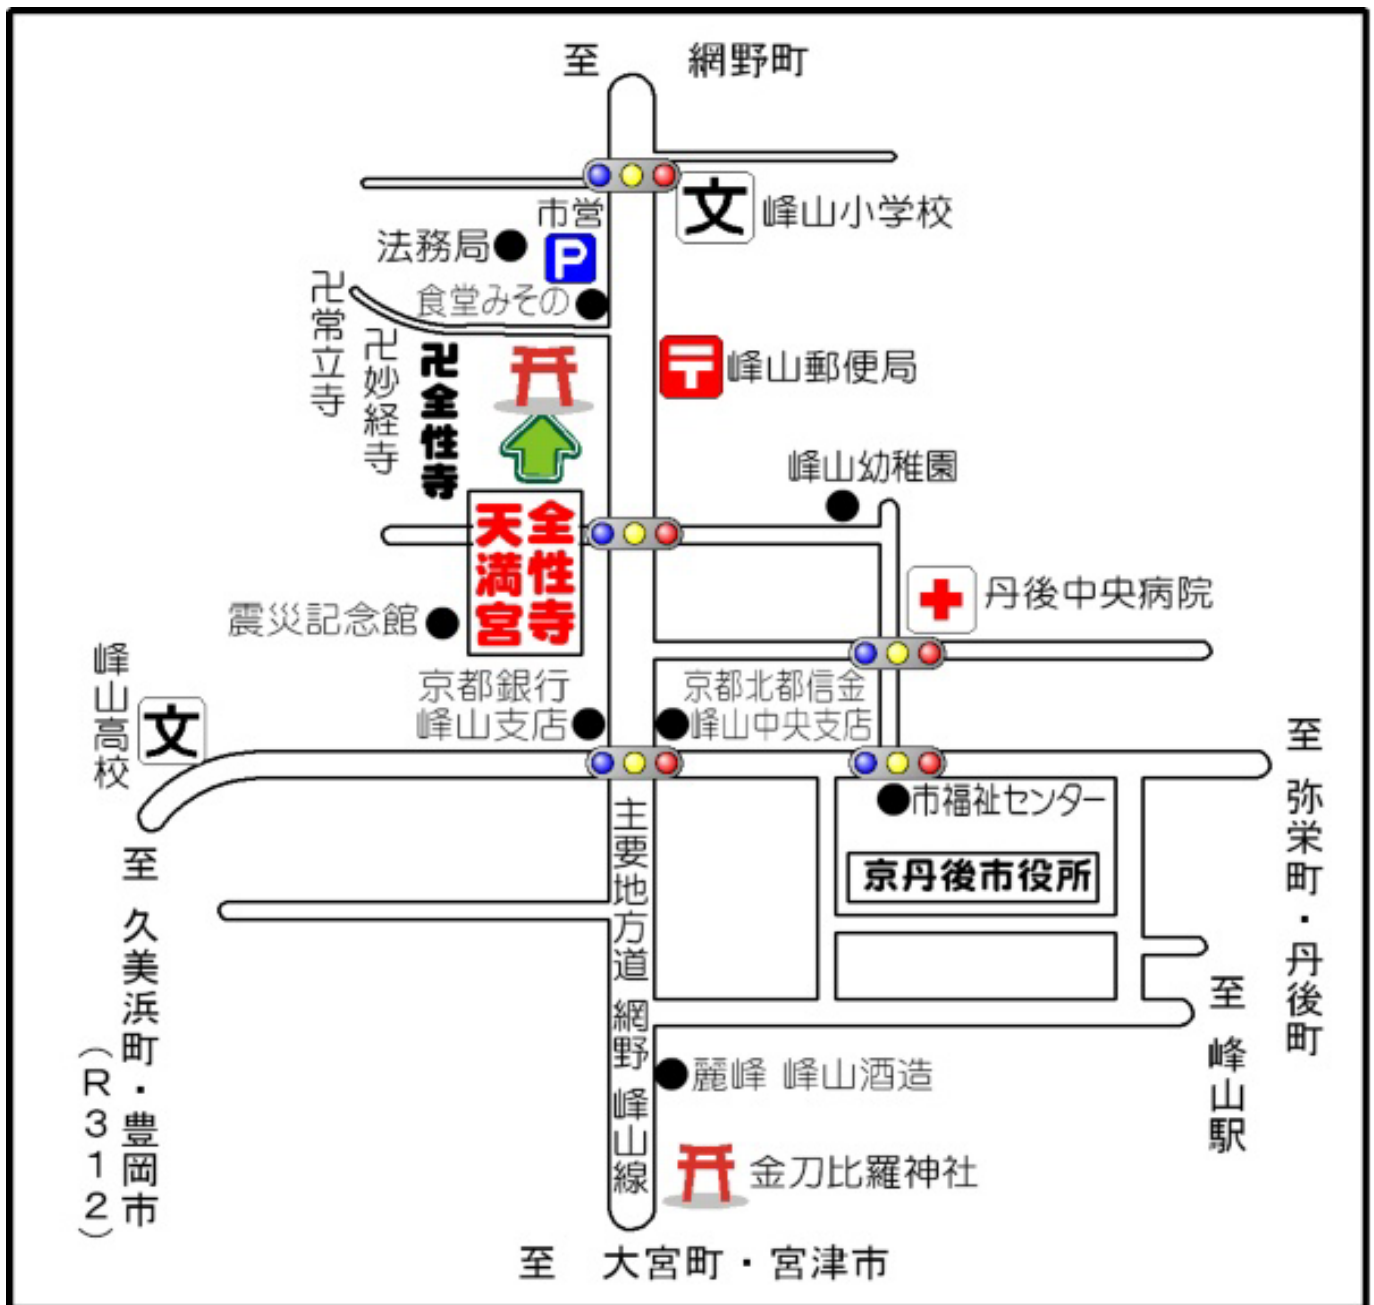 至 網野町
市営
P
文 峰山小学校
法務局
食堂みその
卍常立寺
卍妙経寺
卍全性寺
〒 峰山郵便局
峰山幼稚園
全性寺
天満宮
丹後中央病院
震災記念館
峰山高校
文
京都銀行
峰山支店
京都北都信金
峰山中央支店
至 弥栄町・丹後町
市福祉センター
京丹後市役所
主要地方道 網野 峰山線
至 久美浜町・豊岡市
（R312）
至 峰山駅
麗峰 峰山酒造
金刀比羅神社
至 大宮町・宮津市